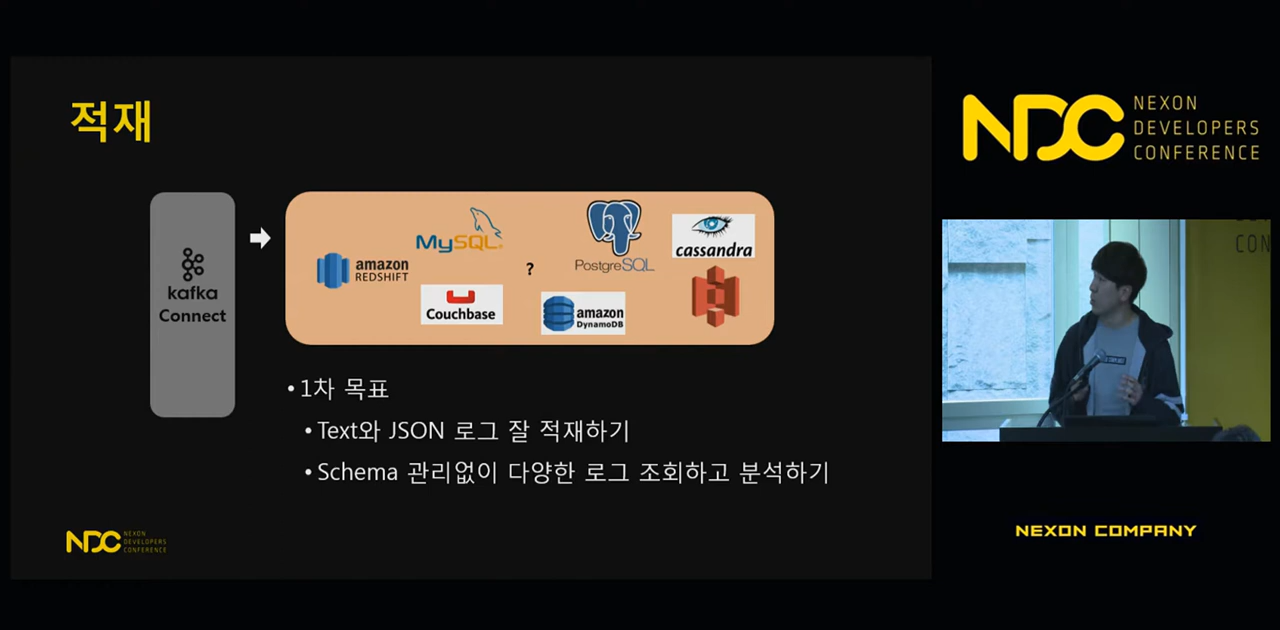 적재
kafka
Connect
amazon
REDSHIFT
MySQL
?
PostgreSQL
cassandra
Couchbase
amazon
DynamoDB
• 1차 목표
• Text와 JSON 로그 잘 적재하기
• Schema 관리없이 다양한 로그 조회하고 분석하기
NDC
NEXON
DEVELOPERS
CONFERENCE
NDC
NEXON
DEVELOPERS
CONFERENCE
CON
NEXON COMPANY